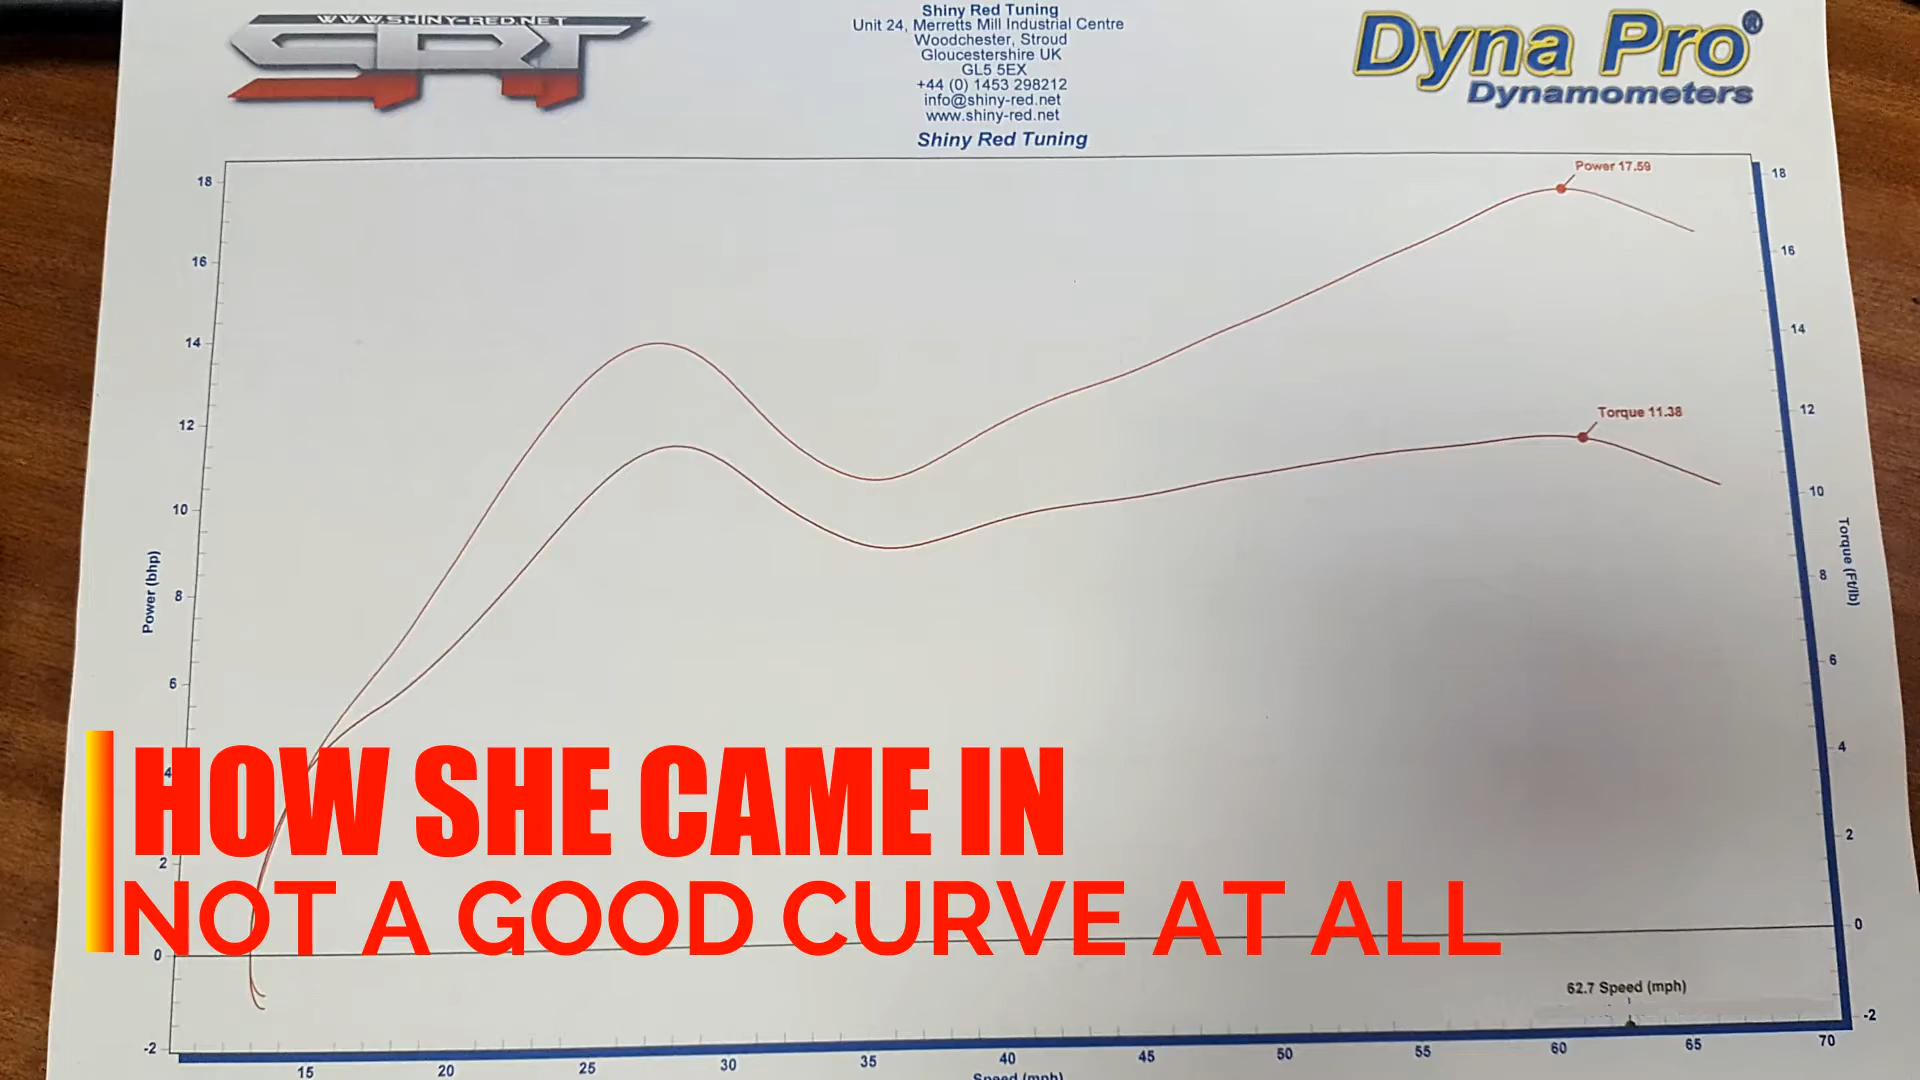 WWW.SHINY-RED.NET
SRT
Shiny Red Tuning
Unit 24, Merretts Mill Industrial Centre
Woodchester, Stroud
Gloucestershire UK
GL5 5EX
+44 (0) 1453 298212
info@shiny-red.net
www.shiny-red.net
Shiny Red Tuning
Dyna Pro®
Dynamometers
Power 17.59
Torque 11.38
18
16
14
12
10
8
6
4
2
0
-2
Power (bhp)
18
16
14
12
10
8
6
4
2
0
-2
Torque (Ft/lb)
HOW SHE CAME IN
NOT A GOOD CURVE AT ALL
62.7 Speed (mph)
15 20 25 30 35 40 45 50 55 60 65 70
Speed (mph)